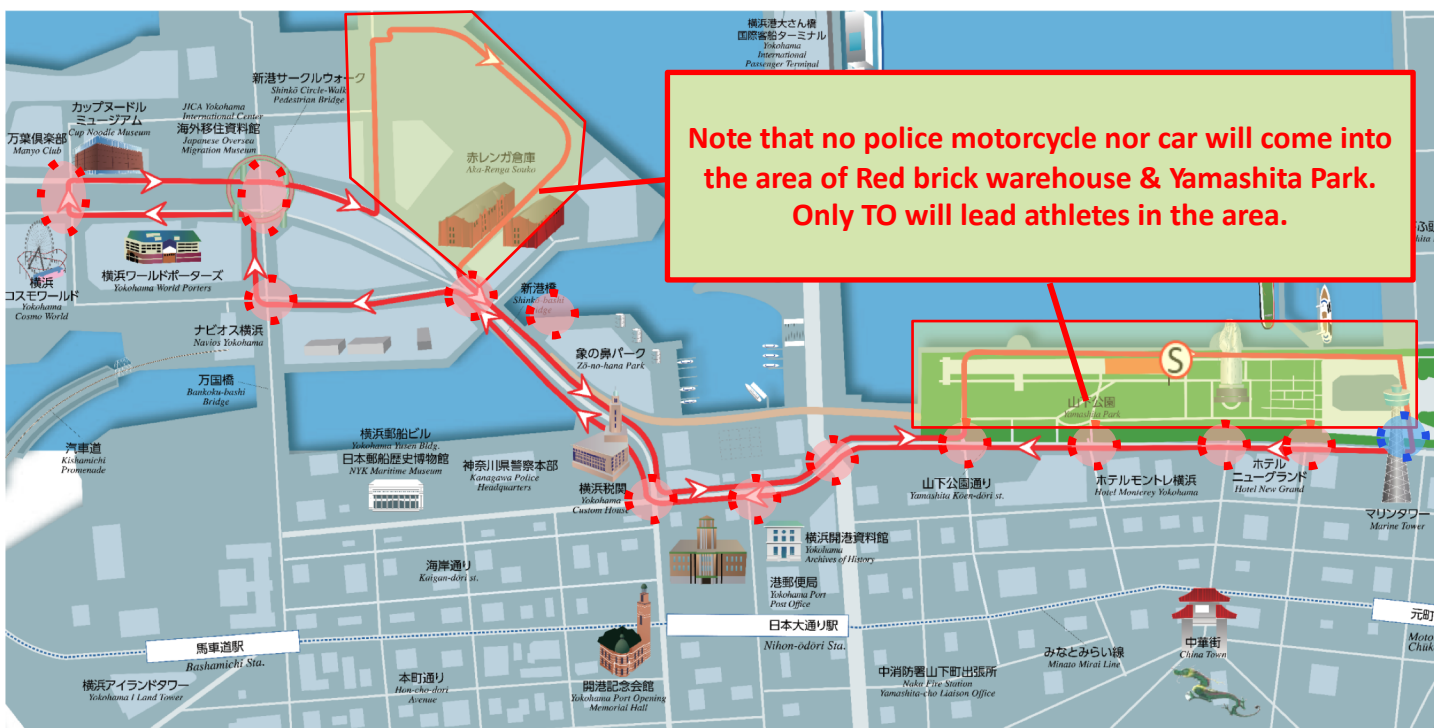 横浜港大さん橋
国際客船ターミナル
Yokohama
International
Passenger Terminal
新港サークルウォーク
Shinkō Circle-Walk
Pedestrian Bridge
カップヌードル
ミュージアム
Cup Noodle Museum
JICA Yokohama
International Center
海外移住資料館
Japanese Oversea
Migration Museum
万葉倶楽部
Manyo Club
赤レンガ倉庫
Aka-Renga Souko
Note that no police motorcycle nor car will come into
the area of Red brick warehouse & Yamashita Park.
Only TO will lead athletes in the area.
横浜
コスモワールド
Yokohama
Cosmo World
横浜ワールドポーターズ
Yokohama World Porters
新港橋
Shinkō-bashi
Bridge
ナビオス横浜
Navios Yokohama
象の鼻パーク
Zō-no-hana Park
S
山下公園
Yamashita Park
万国橋
Bankoku-bashi
Bridge
汽車道
Kishamichi
Promenade
横浜郵船ビル
Yokohama Yusen Bldg.
日本郵船歴史博物館
NYK Maritime Museum
神奈川県警察本部
Kanagawa Police
Headquarters
横浜税関
Yokohama
Custom House
山下公園通り
Yamashita Kōen-dōri st.
ホテルモントレ横浜
Hotel Monterey Yokohama
ホテル
ニューグランド
Hotel New Grand
マリンタワー
Marine Tower
横浜開港資料館
Yokohama
Archives of History
海岸通り
Kaigan-dōri st.
港郵便局
Yokohama Port
Post Office
馬車道駅
Bashamichi Sta.
日本大通り駅
Nihon-ōdōri Sta.
みなとみらい線
Minato Mirai Line
中華街
China Town
元町
横浜アイランドタワー
Yokohama I Land Tower
本町通り
Hon-cho-dori
Avenue
開港記念会館
Yokohama Port Opening
Memorial Hall
中消防署山下町出張所
Naka Fire Station
Yamashita-cho Liaison Office